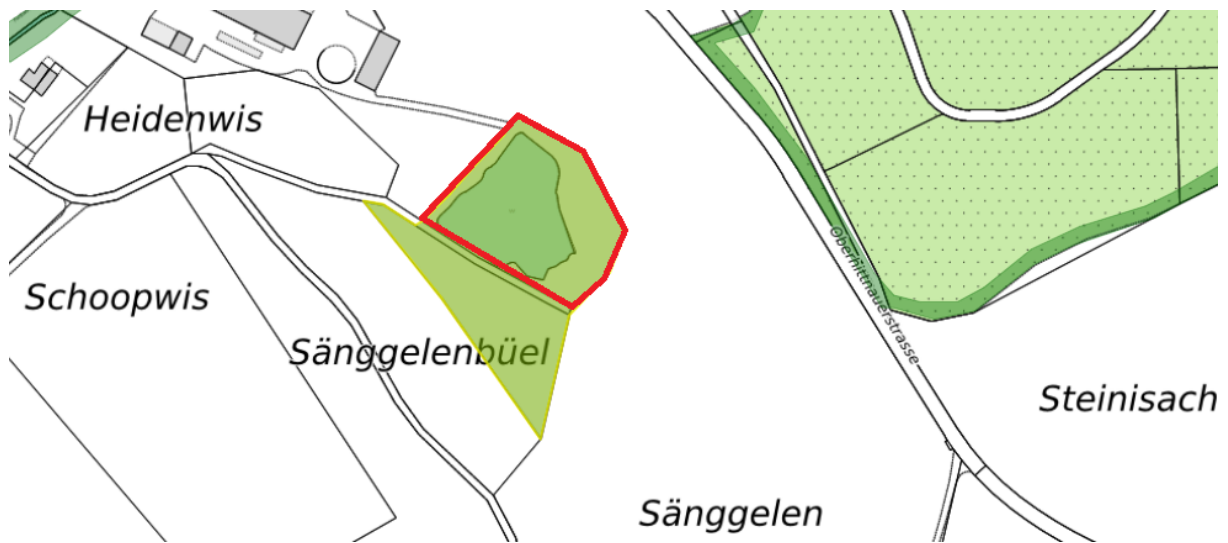 Heidenwis
Schoopwis
Sänggelenbüel
Oberhittnauerstrasse
Steinisach
Sänggelen